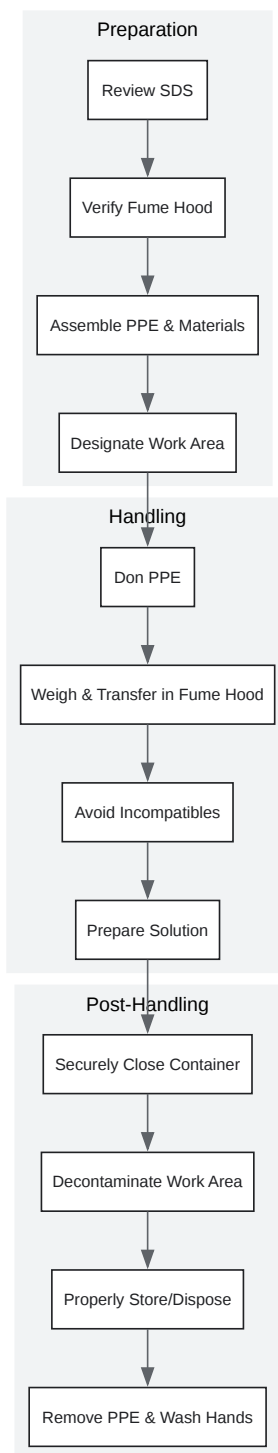 Preparation
Review SDS
Verify Fume Hood
Assemble PPE & Materials
Designate Work Area
Handling
Don PPE
Weigh & Transfer in Fume Hood
Avoid Incompatibles
Prepare Solution
Post-Handling
Securely Close Container
Decontaminate Work Area
Properly Store/Dispose
Remove PPE & Wash Hands